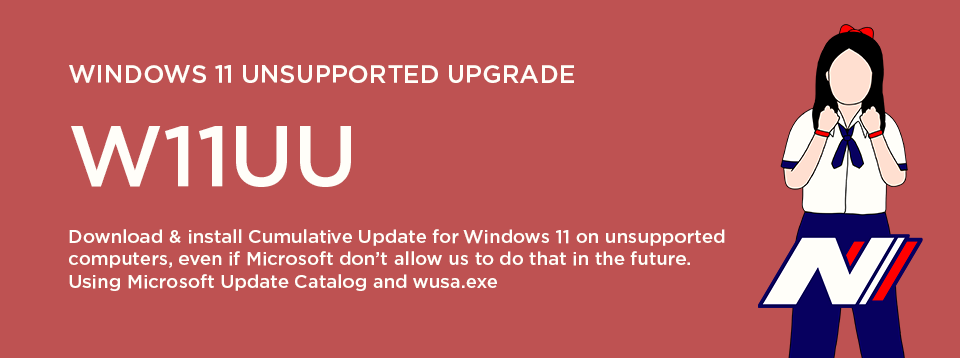 WINDOWS 11 UNSUPPORTED UPGRADE
W11UU
Download & install Cumulative Update for Windows 11 on unsupported
computers, even if Microsoft don’t allow us to do that in the future.
Using Microsoft Update Catalog and wusa.exe